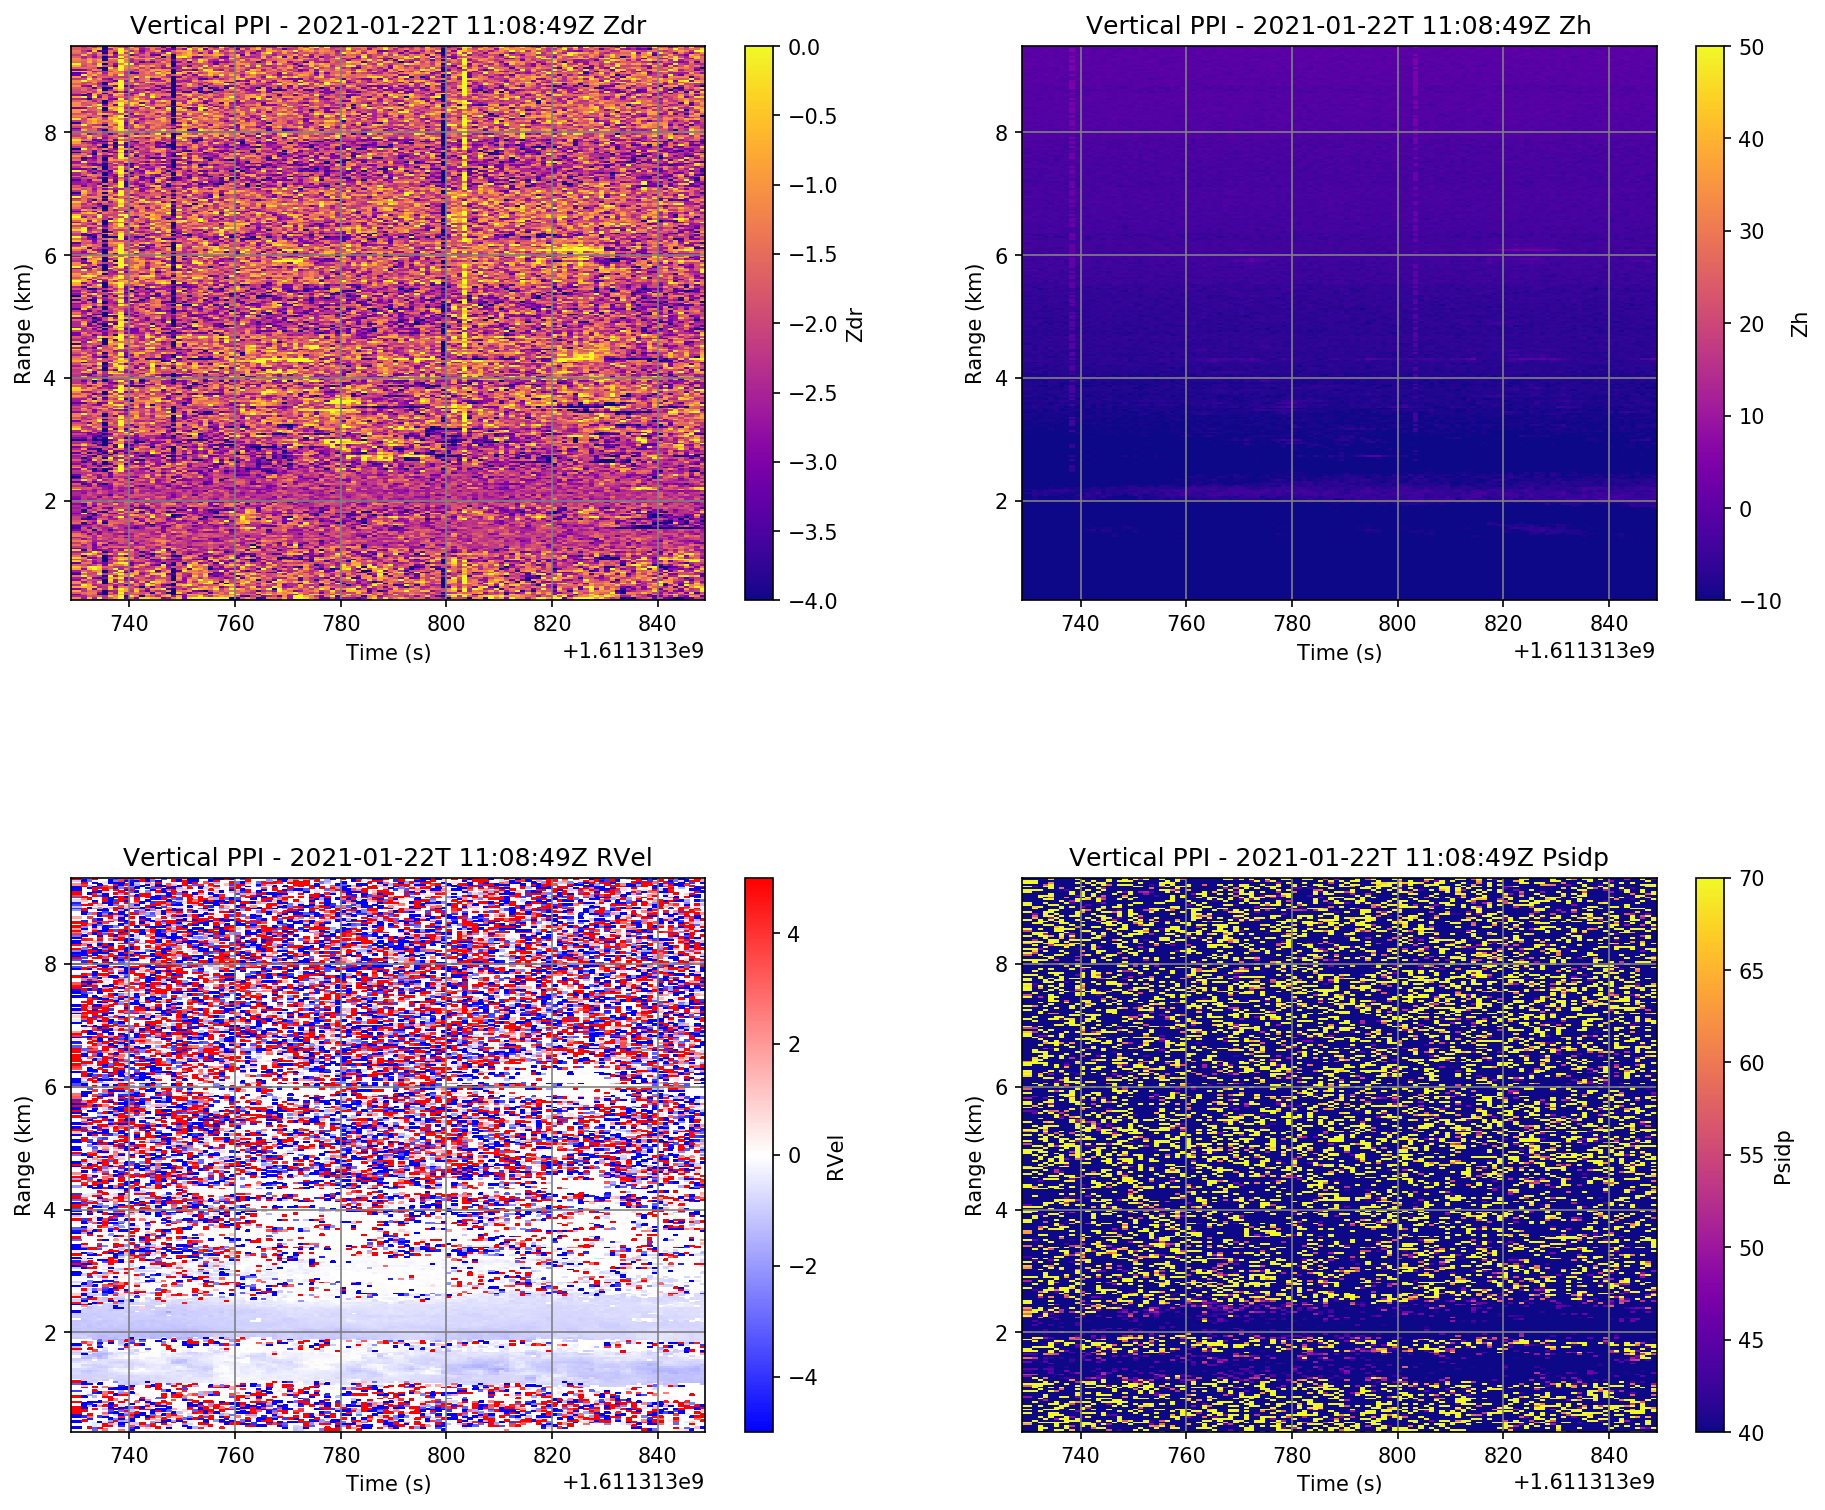 Vertical PPI - 2021-01-22T 11:08:49Z Zdr
8
6
4
2
Range (km)
740 760 780 800 820 840
Time (s)
+1.611313e9
0.0
−0.5
−1.0
−1.5
−2.0
−2.5
−3.0
−3.5
−4.0
Zdr
Vertical PPI - 2021-01-22T 11:08:49Z Zh
8
6
4
2
Range (km)
740 760 780 800 820 840
Time (s)
+1.611313e9
50
40
30
20
10
0
−10
Zh
Vertical PPI - 2021-01-22T 11:08:49Z RVel
8
6
4
2
Range (km)
740 760 780 800 820 840
Time (s)
+1.611313e9
4
2
0
−2
−4
RVel
Vertical PPI - 2021-01-22T 11:08:49Z Psidp
8
6
4
2
Range (km)
740 760 780 800 820 840
Time (s)
+1.611313e9
70
65
60
55
50
45
40
Psidp